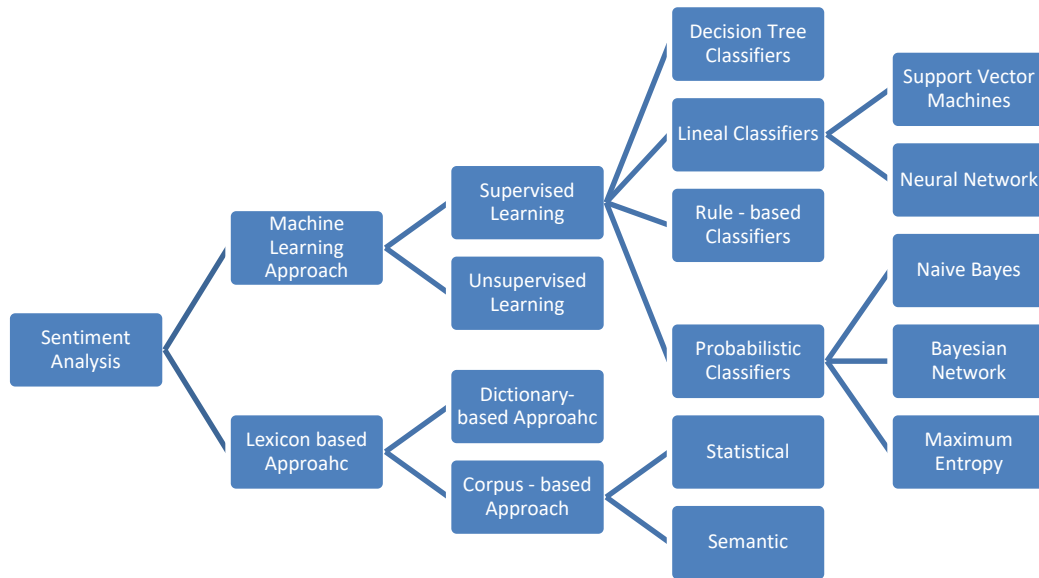 Sentiment
Analysis
Machine
Learning
Approach
Lexicon based
Approahc
Supervised
Learning
Unsupervised
Learning
Dictionary-
based Approahc
Corpus - based
Approach
Decision Tree
Classifiers
Lineal Classifiers
Rule - based
Classifiers
Probabilistic
Classifiers
Statistical
Semantic
Support Vector
Machines
Neural Network
Naive Bayes
Bayesian
Network
Maximum
Entropy